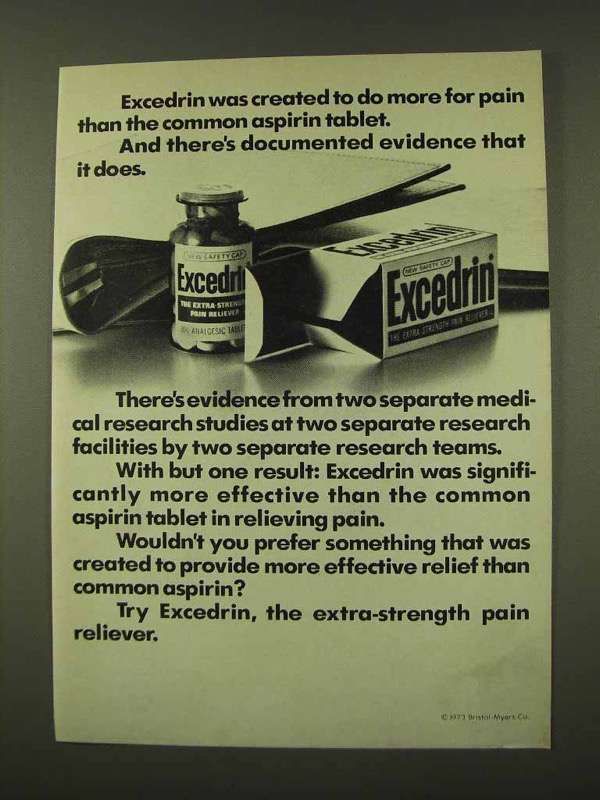 Excedrin was created to do more for pain
than the common aspirin tablet.
And there's documented evidence that
it does.
NEW SAFETY CAP
Excedrin
THE EXTRA-STRENGTH
PAIN RELIEVER
ANALGESIC TABLET
Excedrin
NEW SAFETY CAP
Excedrin
THE EXTRA-STRENGTH PAIN RELIEVER
There's evidence from two separate medi-
cal research studies at two separate research
facilities by two separate research teams.
With but one result: Excedrin was signifi-
cantly more effective than the common
aspirin tablet in relieving pain.
Wouldn't you prefer something that was
created to provide more effective relief than
common aspirin?
Try Excedrin, the extra-strength pain
reliever.
© 1973 Bristol-Myers Co.